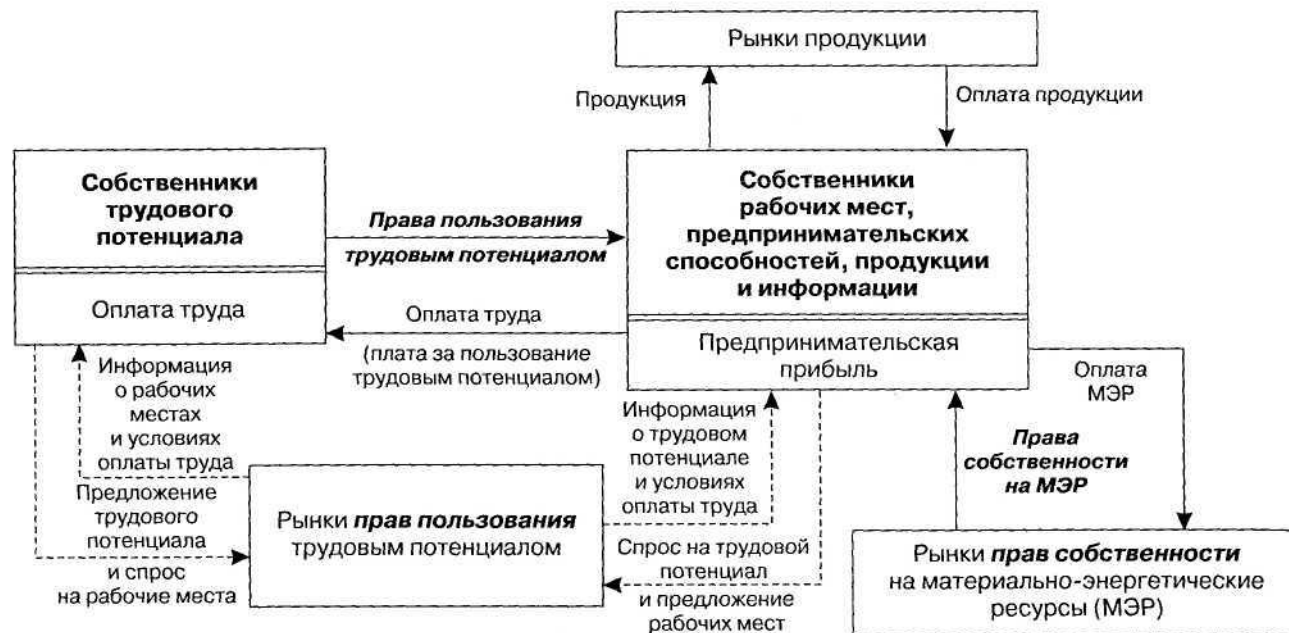 Рынки продукции
Продукция
Оплата продукции
Собственники
трудового
потенциала
Оплата труда
Права пользования
трудовым потенциалом
Собственники
рабочих мест,
предпринимательских
способностей, продукции
и информации
Предпринимательская
прибыль
Оплата труда
(плата за пользование
трудовым потенциалом)
Оплата
МЭР
Информация
о рабочих
местах
и условиях
оплаты труда
Информация
о трудовом
потенциале
и условиях
оплаты труда
Права
собственности
на МЭР
Предложение
трудового
потенциала
и спрос
на рабочие места
Рынки прав пользования
трудовым потенциалом
Спрос на трудовой
потенциал
и предложение
рабочих мест
Рынки прав собственности
на материально-энергетические
ресурсы (МЭР)